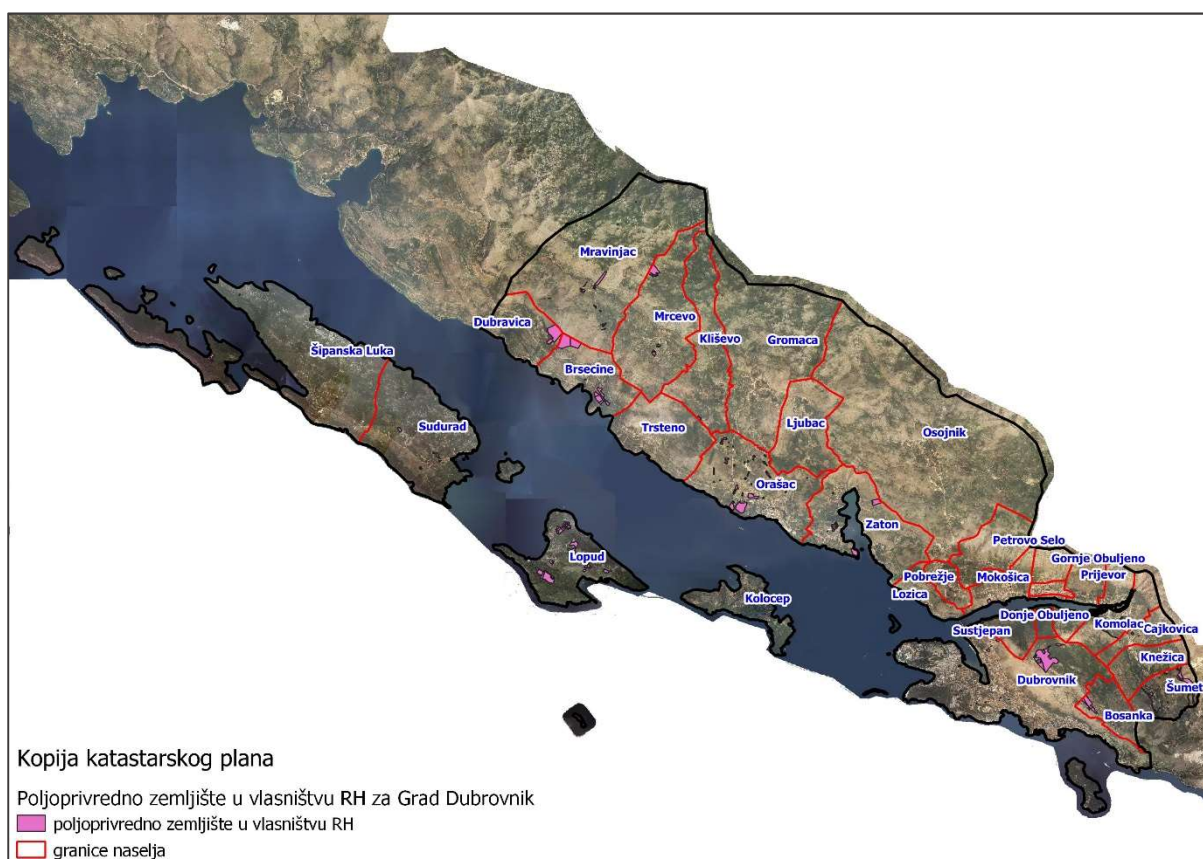 Mravinjac
Dubravica
Mrcevo
Kliševo
Gromaca
Šipanska Luka
Brsecine
Sudurad
Trsteno
Ljubac
Osojnik
Orašac
Zaton
Lopud
Petrovo Selo
Gornje Obuljeno
Pobrežje
Mokošica
Prijevor
Lozica
Kolocep
Donje Obuljeno
Komolac
Cajkovica
Sustjepan
Knežica
Dubrovnik
Šumet
Bosanka
Kopija katastarskog plana
Poljoprivredno zemljište u vlasništvu RH za Grad Dubrovnik
poljoprivredno zemljište u vlasništvu RH
granice naselja